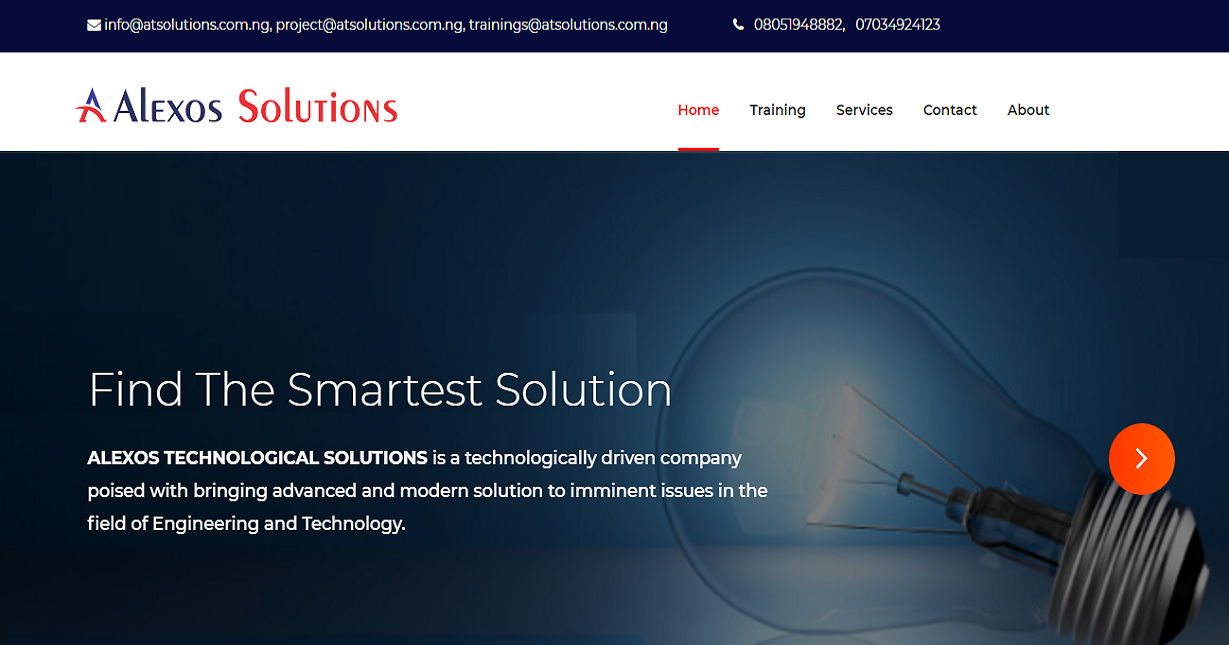 info@atsolutions.com.ng, project@atsolutions.com.ng, trainings@atsolutions.com.ng 08051948882, 07034924123
Alexos Solutions
Home Training Services Contact About
Find The Smartest Solution
ALEXOS TECHNOLOGICAL SOLUTIONS is a technologically driven company
poised with bringing advanced and modern solution to imminent issues in the
field of Engineering and Technology.